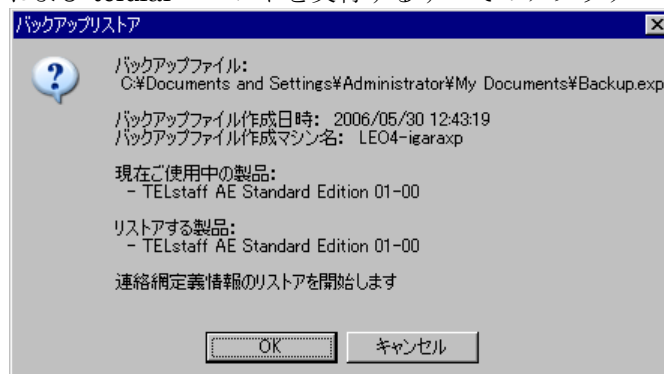 バックアップリストア
バックアップファイル:
C:¥Documents and Settings¥Administrator¥My Documents¥Backup.exp
バックアップファイル作成日時: 2006/05/30 12:43:19
バックアップファイル作成マシン名: LEO4-igaraxp
現在ご使用中の製品:
- TELstaff AE Standard Edition 01-00
リストアする製品:
- TELstaff AE Standard Edition 01-00
連絡網定義情報のリストアを開始します
OK
キャンセル